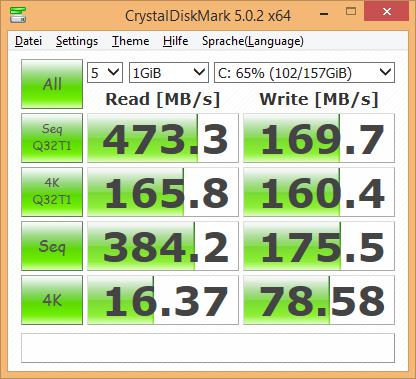 CrystalDiskMark 5.0.2 x64
Datei Settings Theme Hilfe Sprache(Language)
All 5 1GiB C: 65% (102/157GiB)
Read [MB/s] Write [MB/s]
Seq Q32T1 473.3 169.7
4K Q32T1 165.8 160.4
Seq 384.2 175.5
4K 16.37 78.58